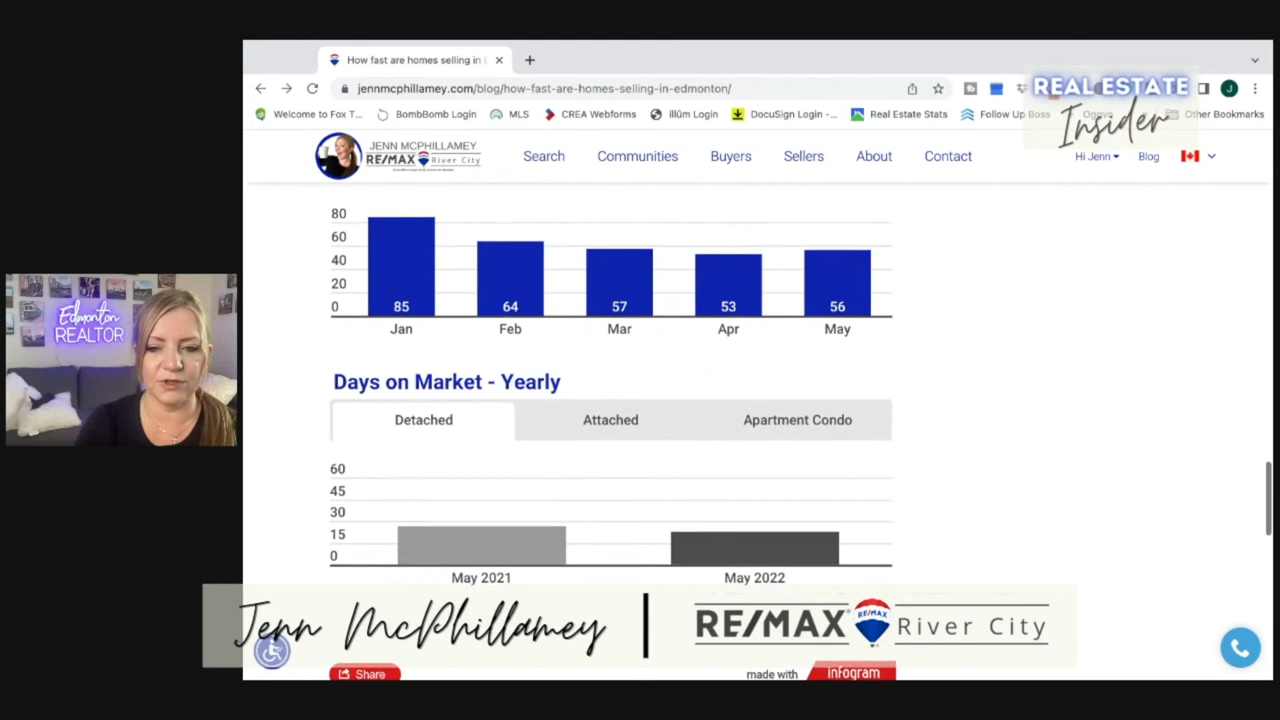 How fast are homes selling in
jennmcphillamey.com/blog/how-fast-are-homes-selling-in-edmonton/
REAL ESTATE
Insider
J
Welcome to Fox T...
BombBomb Login
MLS
CREA Webforms
illüm Login
DocuSign Login -...
Real Estate Stats
Follow Up Boss
Other Bookmarks
JENN MCPHILLAMEY
RE/MAX River City
Search
Communities
Buyers
Sellers
About
Contact
Hi Jenn
Blog
80
60
40
20
0
85
64
57
53
56
Jan
Feb
Mar
Apr
May
Edmonton
REALTOR
Days on Market - Yearly
Detached
Attached
Apartment Condo
60
45
30
15
0
May 2021
May 2022
Jenn McPhillamey
RE/MAX RE/MAX River City
Share
made with
infogram